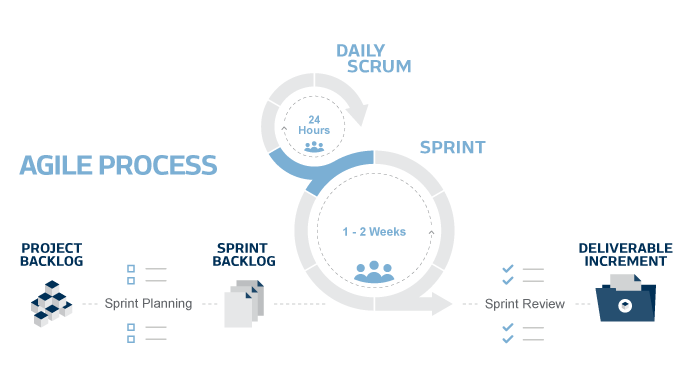 DAILY
SCRUM
24
Hours
SPRINT
AGILE PROCESS
1 - 2 Weeks
PROJECT
BACKLOG
SPRINT
BACKLOG
DELIVERABLE
INCREMENT
Sprint Planning
Sprint Review